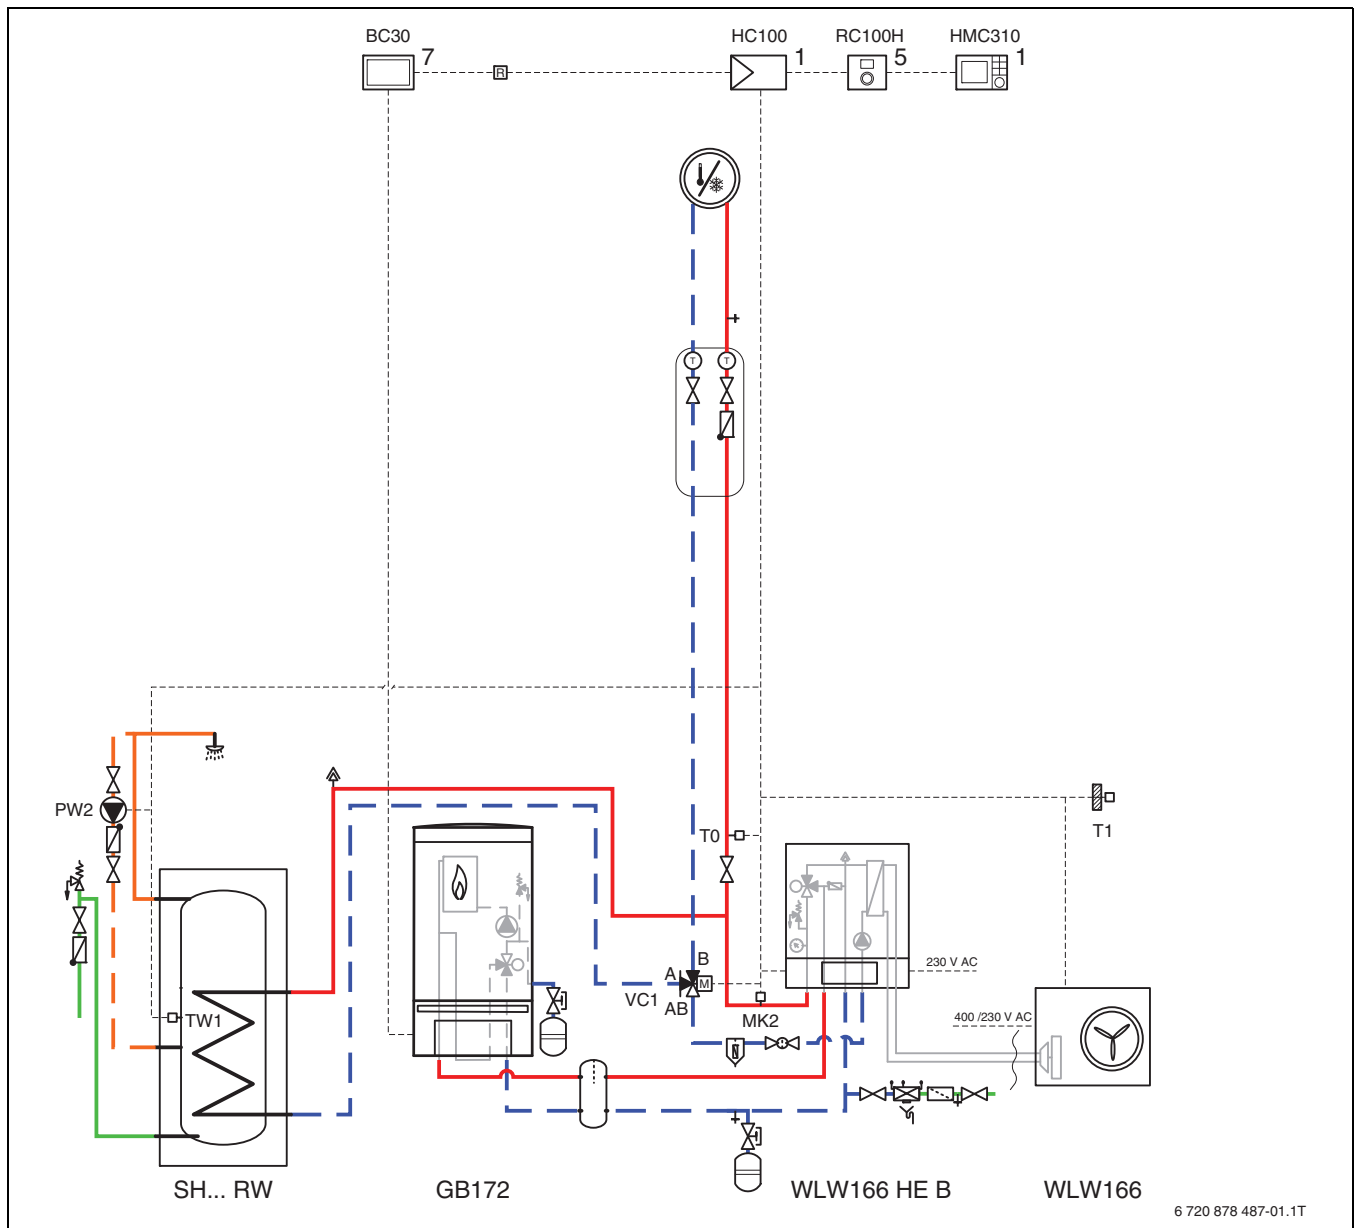 BC30
HC100
RC100H
HMC310
7
1
5
1
R
T
T
PW2
T0
T1
A
B
M
VC1
AB
MK2
TW1
230 V AC
400 /230 V AC
SH... RW
GB172
WLW166 HE B
WLW166
6 720 878 487-01.1T